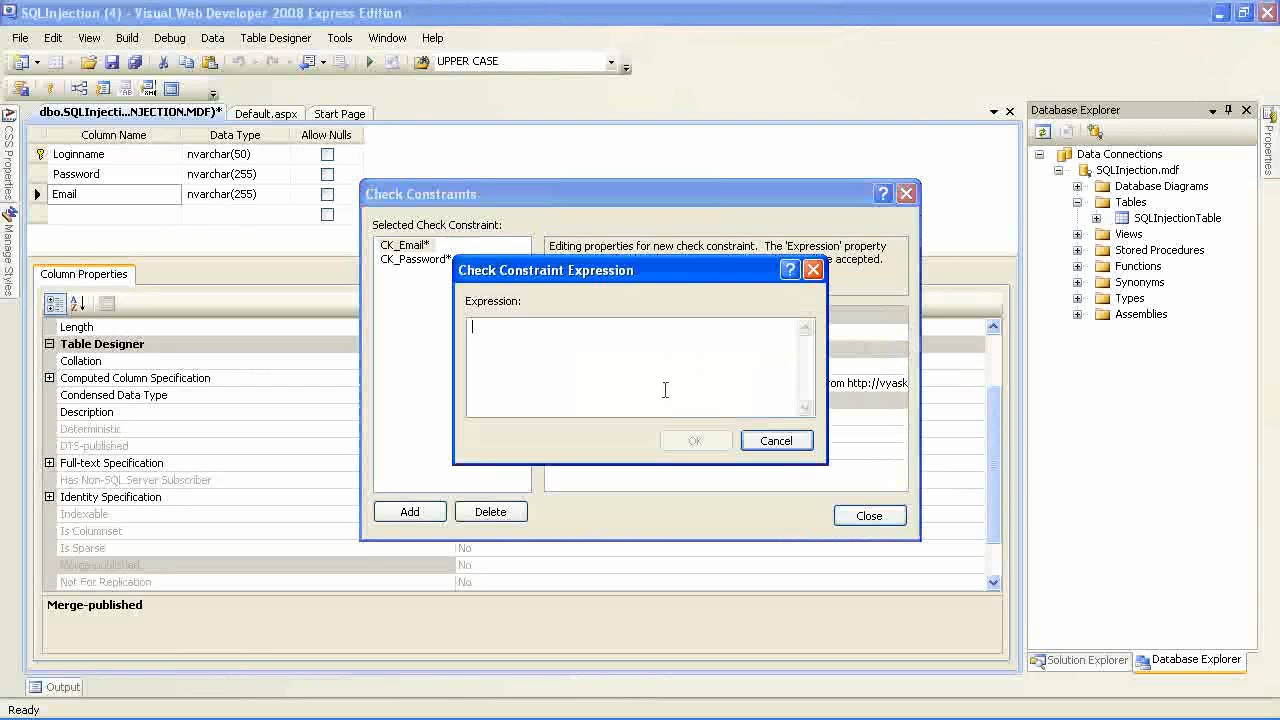 SQLInjection (4) - Visual Web Developer 2008 Express Edition
File Edit View Build Debug Data Table Designer Tools Window Help
UPPER CASE
dbo.SQLInjecti...NJECTION.MDF)* Default.aspx Start Page
Column Name Data Type Allow Nulls
Loginname nvarchar(50)
Password nvarchar(255)
Email nvarchar(255)
CSS Properties
Manage Styles
Column Properties
Length
Table Designer
Collation
Computed Column Specification
Condensed Data Type
Description
Deterministic
DTS-published
Full-text Specification
Has Non-SQL Server Subscriber
Identity Specification
Indexable
Is Columnset
Is Sparse No
Merge-published No
Not For Replication No
Merge-published
Check Constraints
Selected Check Constraint:
CK_Email*
CK_Password*
Editing properties for new check constraint. The 'Expression' property
e accepted.
om http://vyask
Add Delete Close
Check Constraint Expression
Expression:
OK Cancel
Database Explorer
Data Connections
SQLInjection.mdf
Database Diagrams
Tables
SQLInjectionTable
Views
Stored Procedures
Functions
Synonyms
Types
Assemblies
Solution Explorer Database Explorer
Properties
Output
Ready